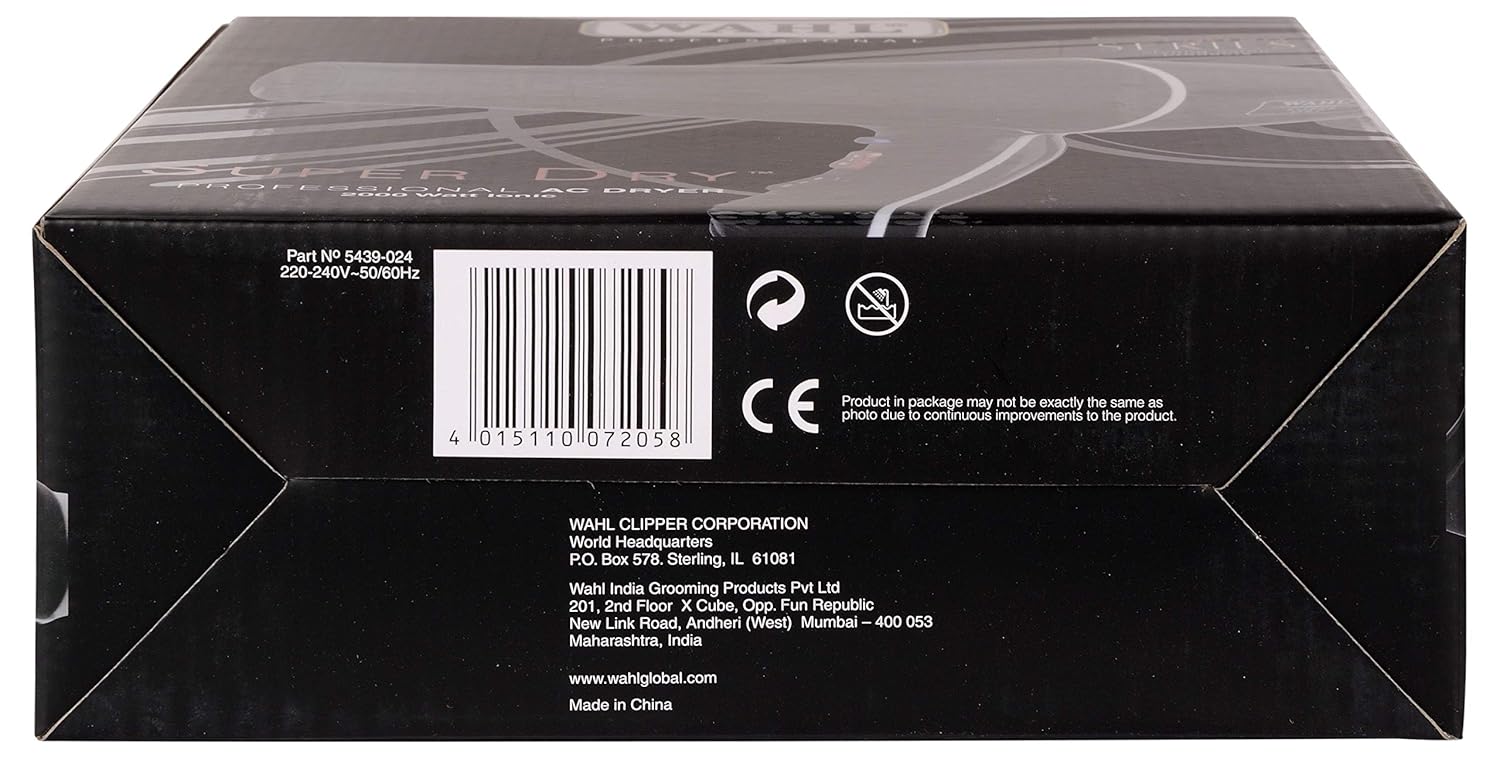 WAHL
PROFESSIONAL
SERIES
WAHL
SUPER DRY™
PROFESSIONAL AC DRYER
2000 Watt Ionic
Part Nº 5439-024
220-240V~50/60Hz
4 015110 072058
CE
Product in package may not be exactly the same as
photo due to continuous improvements to the product.
WAHL CLIPPER CORPORATION
World Headquarters
P.O. Box 578. Sterling, IL 61081
Wahl India Grooming Products Pvt Ltd
201, 2nd Floor X Cube, Opp. Fun Republic
New Link Road, Andheri (West) Mumbai – 400 053
Maharashtra, India
www.wahlglobal.com
Made in China